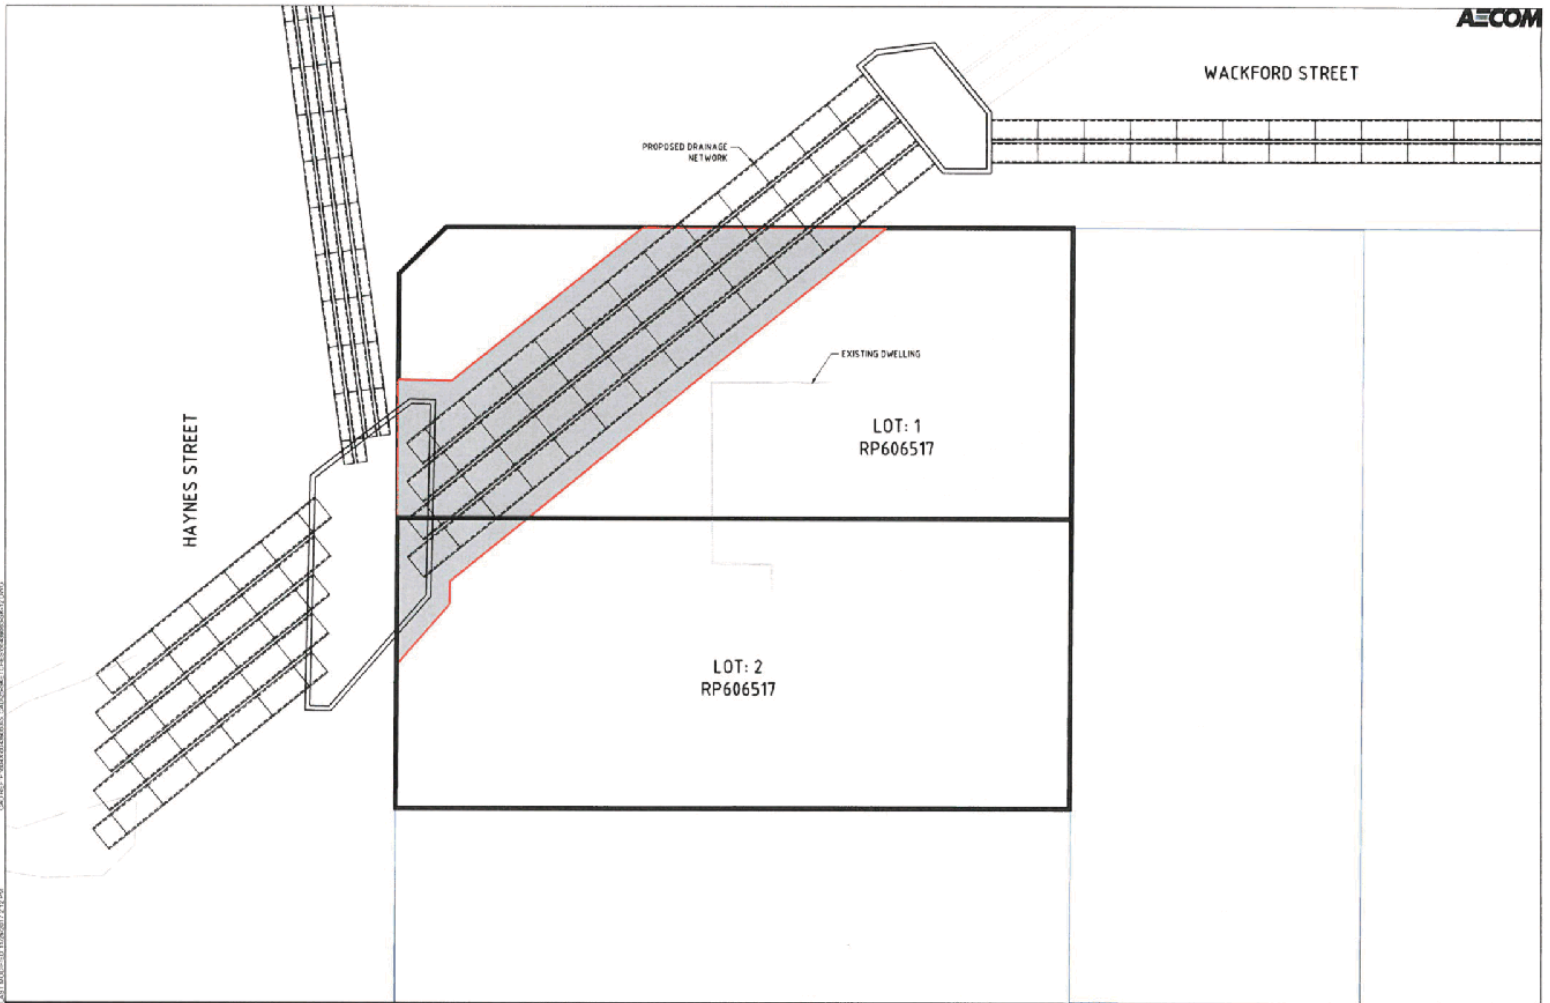 AECOM
WACKFORD STREET
PROPOSED DRAINAGE
NETWORK
EXISTING DWELLING
LOT: 1
RP606517
HAYNES STREET
LOT: 2
RP606517